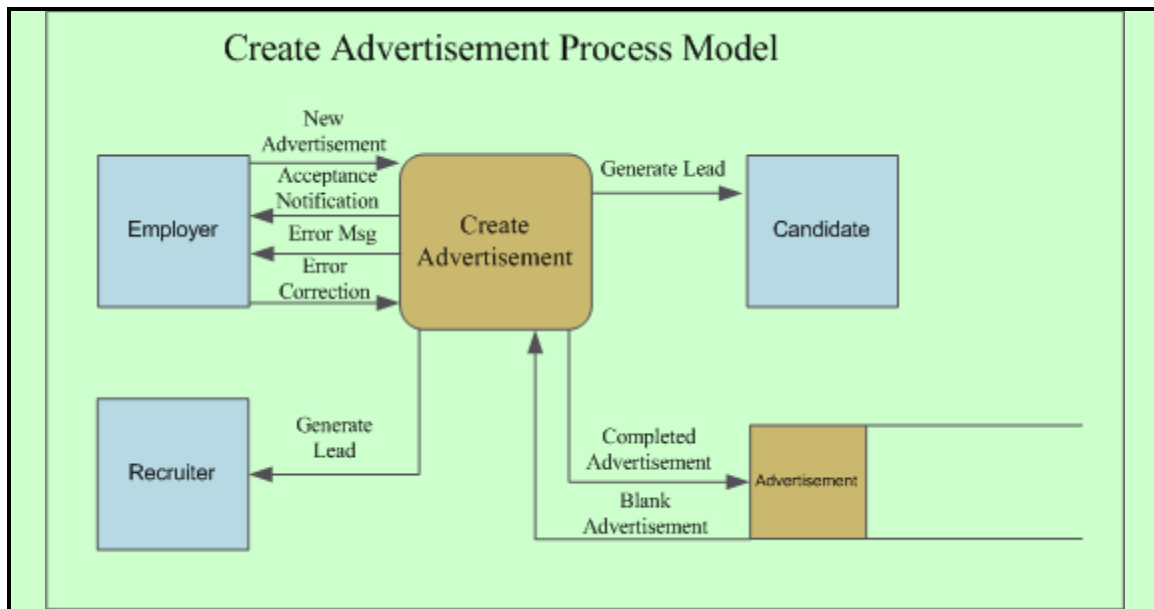 Create Advertisement Process Model
New
Advertisement
Acceptance
Notification
Error Msg
Error
Correction
Employer
Create
Advertisement
Generate Lead
Candidate
Recruiter
Generate
Lead
Completed
Advertisement
Blank
Advertisement
Advertisement